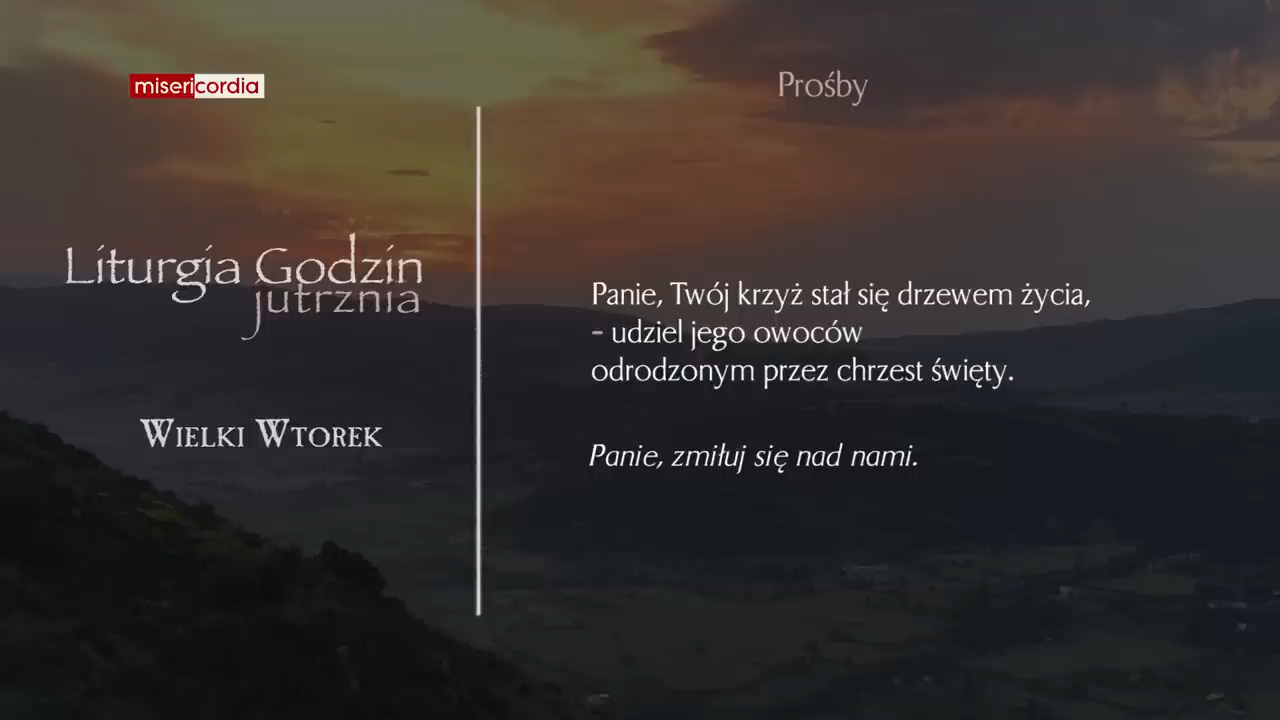 misericordia
Prośby
Liturgia Godzin
jutrznia
Wielki Wtorek
Panie, Twój krzyż stał się drzewem życia,
- udziel jego owoców
odrodzonym przez chrzest święty.
Panie, zmiłuj się nad nami.